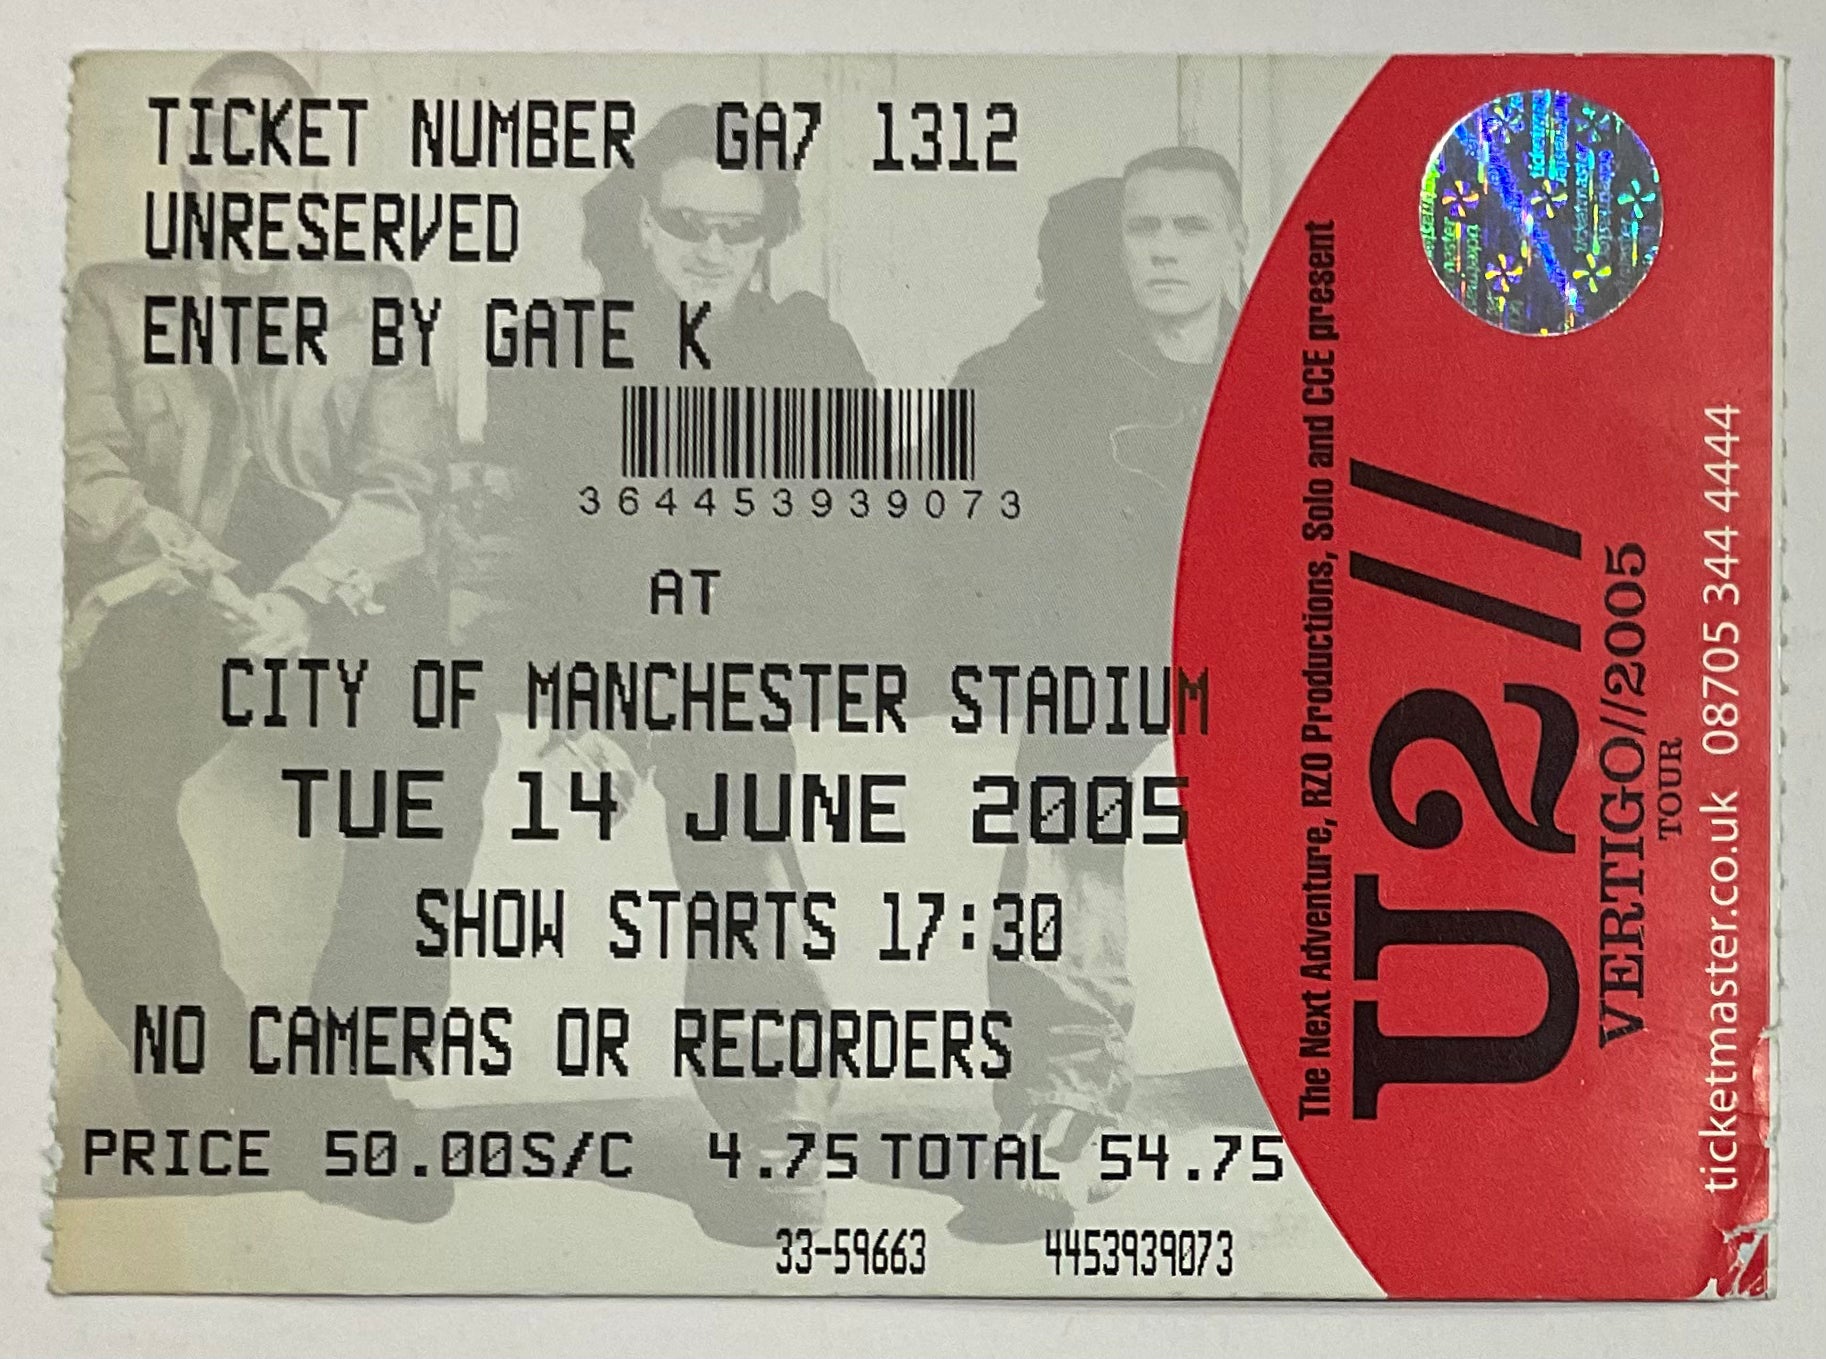 TICKET NUMBER GA7 1312
UNRESERVED
ENTER BY GATE K
364453939073
AT
CITY OF MANCHESTER STADIUM
TUE 14 JUNE 2005
SHOW STARTS 17:30
NO CAMERAS OR RECORDERS
PRICE 50.00S/C 4.75 TOTAL 54.75
33-59663 4453939073
The Next Adventure, RZO Productions, Solo and CCE present
U2//
VERTIGO//2005
TOUR
ticketmaster.co.uk 08705 344 4444
ticketmaster